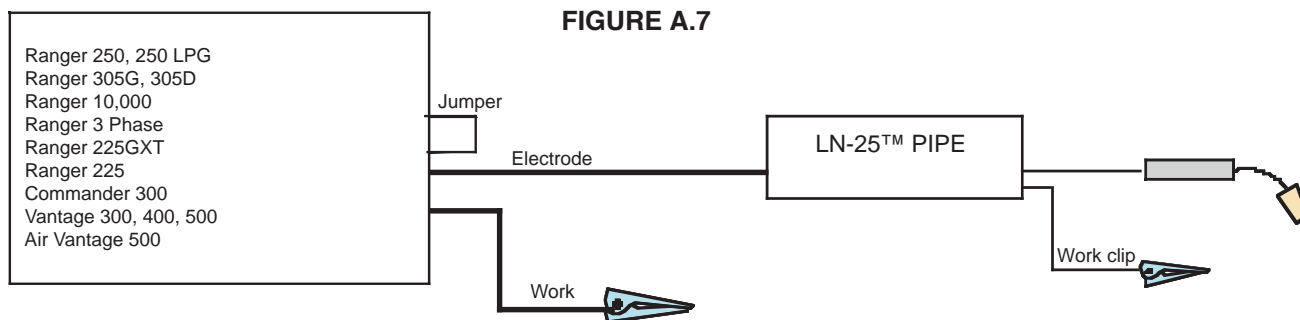 FIGURE A.7
Ranger 250, 250 LPG
Ranger 305G, 305D
Ranger 10,000
Ranger 3 Phase
Ranger 225GXT
Ranger 225
Commander 300
Vantage 300, 400, 500
Air Vantage 500
Jumper
Electrode
LN-25™ PIPE
Work clip
Work